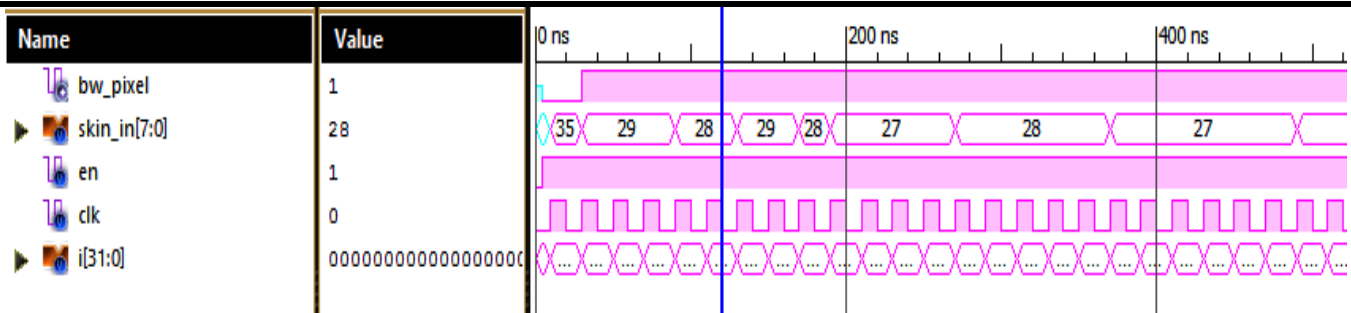 Name Value 0 ns 200 ns 400 ns
bw_pixel 1
skin_in[7:0] 28 35 29 28 29 28 27 28 27
en 1
clk 0
i[31:0] 0000000000000000000 ... ... ... ... ... ... ... ... ... ... ... ... ... ... ... ... ... ... ... ... ... ... ... ... ... ...